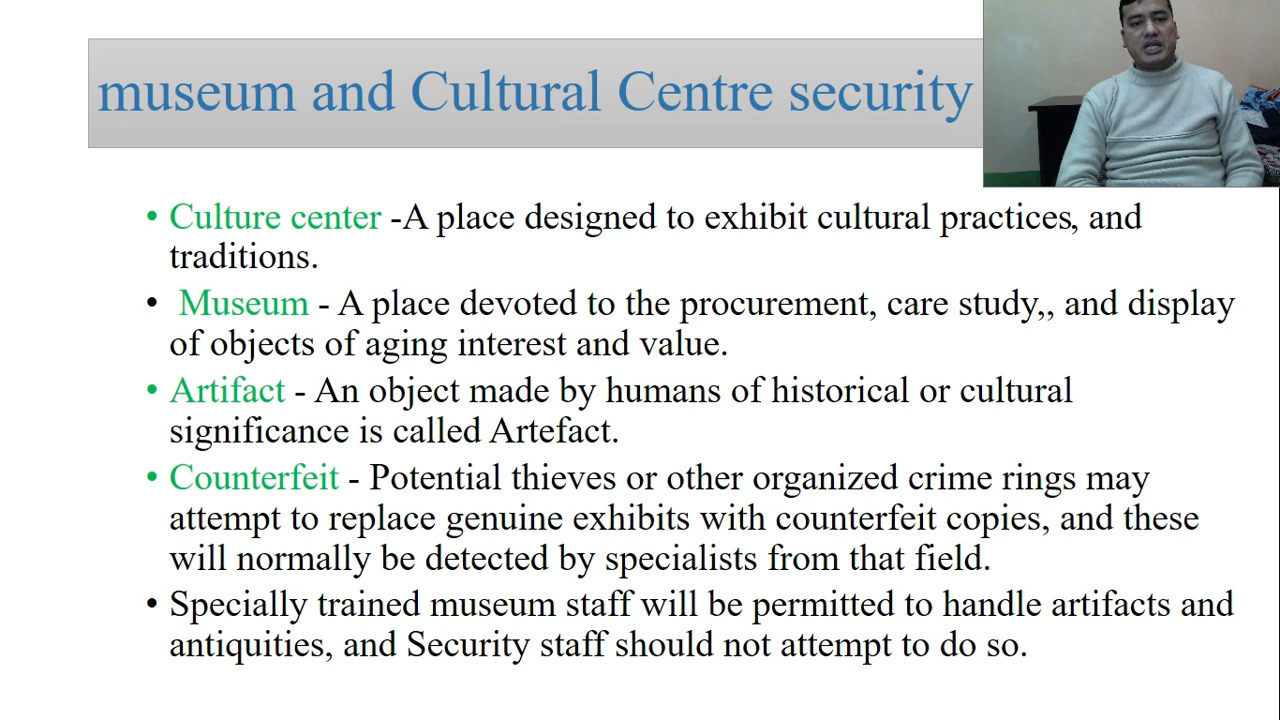 museum and Cultural Centre security
• Culture center -A place designed to exhibit cultural practices, and
traditions.
• Museum - A place devoted to the procurement, care study,, and display
of objects of aging interest and value.
• Artifact - An object made by humans of historical or cultural
significance is called Artefact.
• Counterfeit - Potential thieves or other organized crime rings may
attempt to replace genuine exhibits with counterfeit copies, and these
will normally be detected by specialists from that field.
• Specially trained museum staff will be permitted to handle artifacts and
antiquities, and Security staff should not attempt to do so.